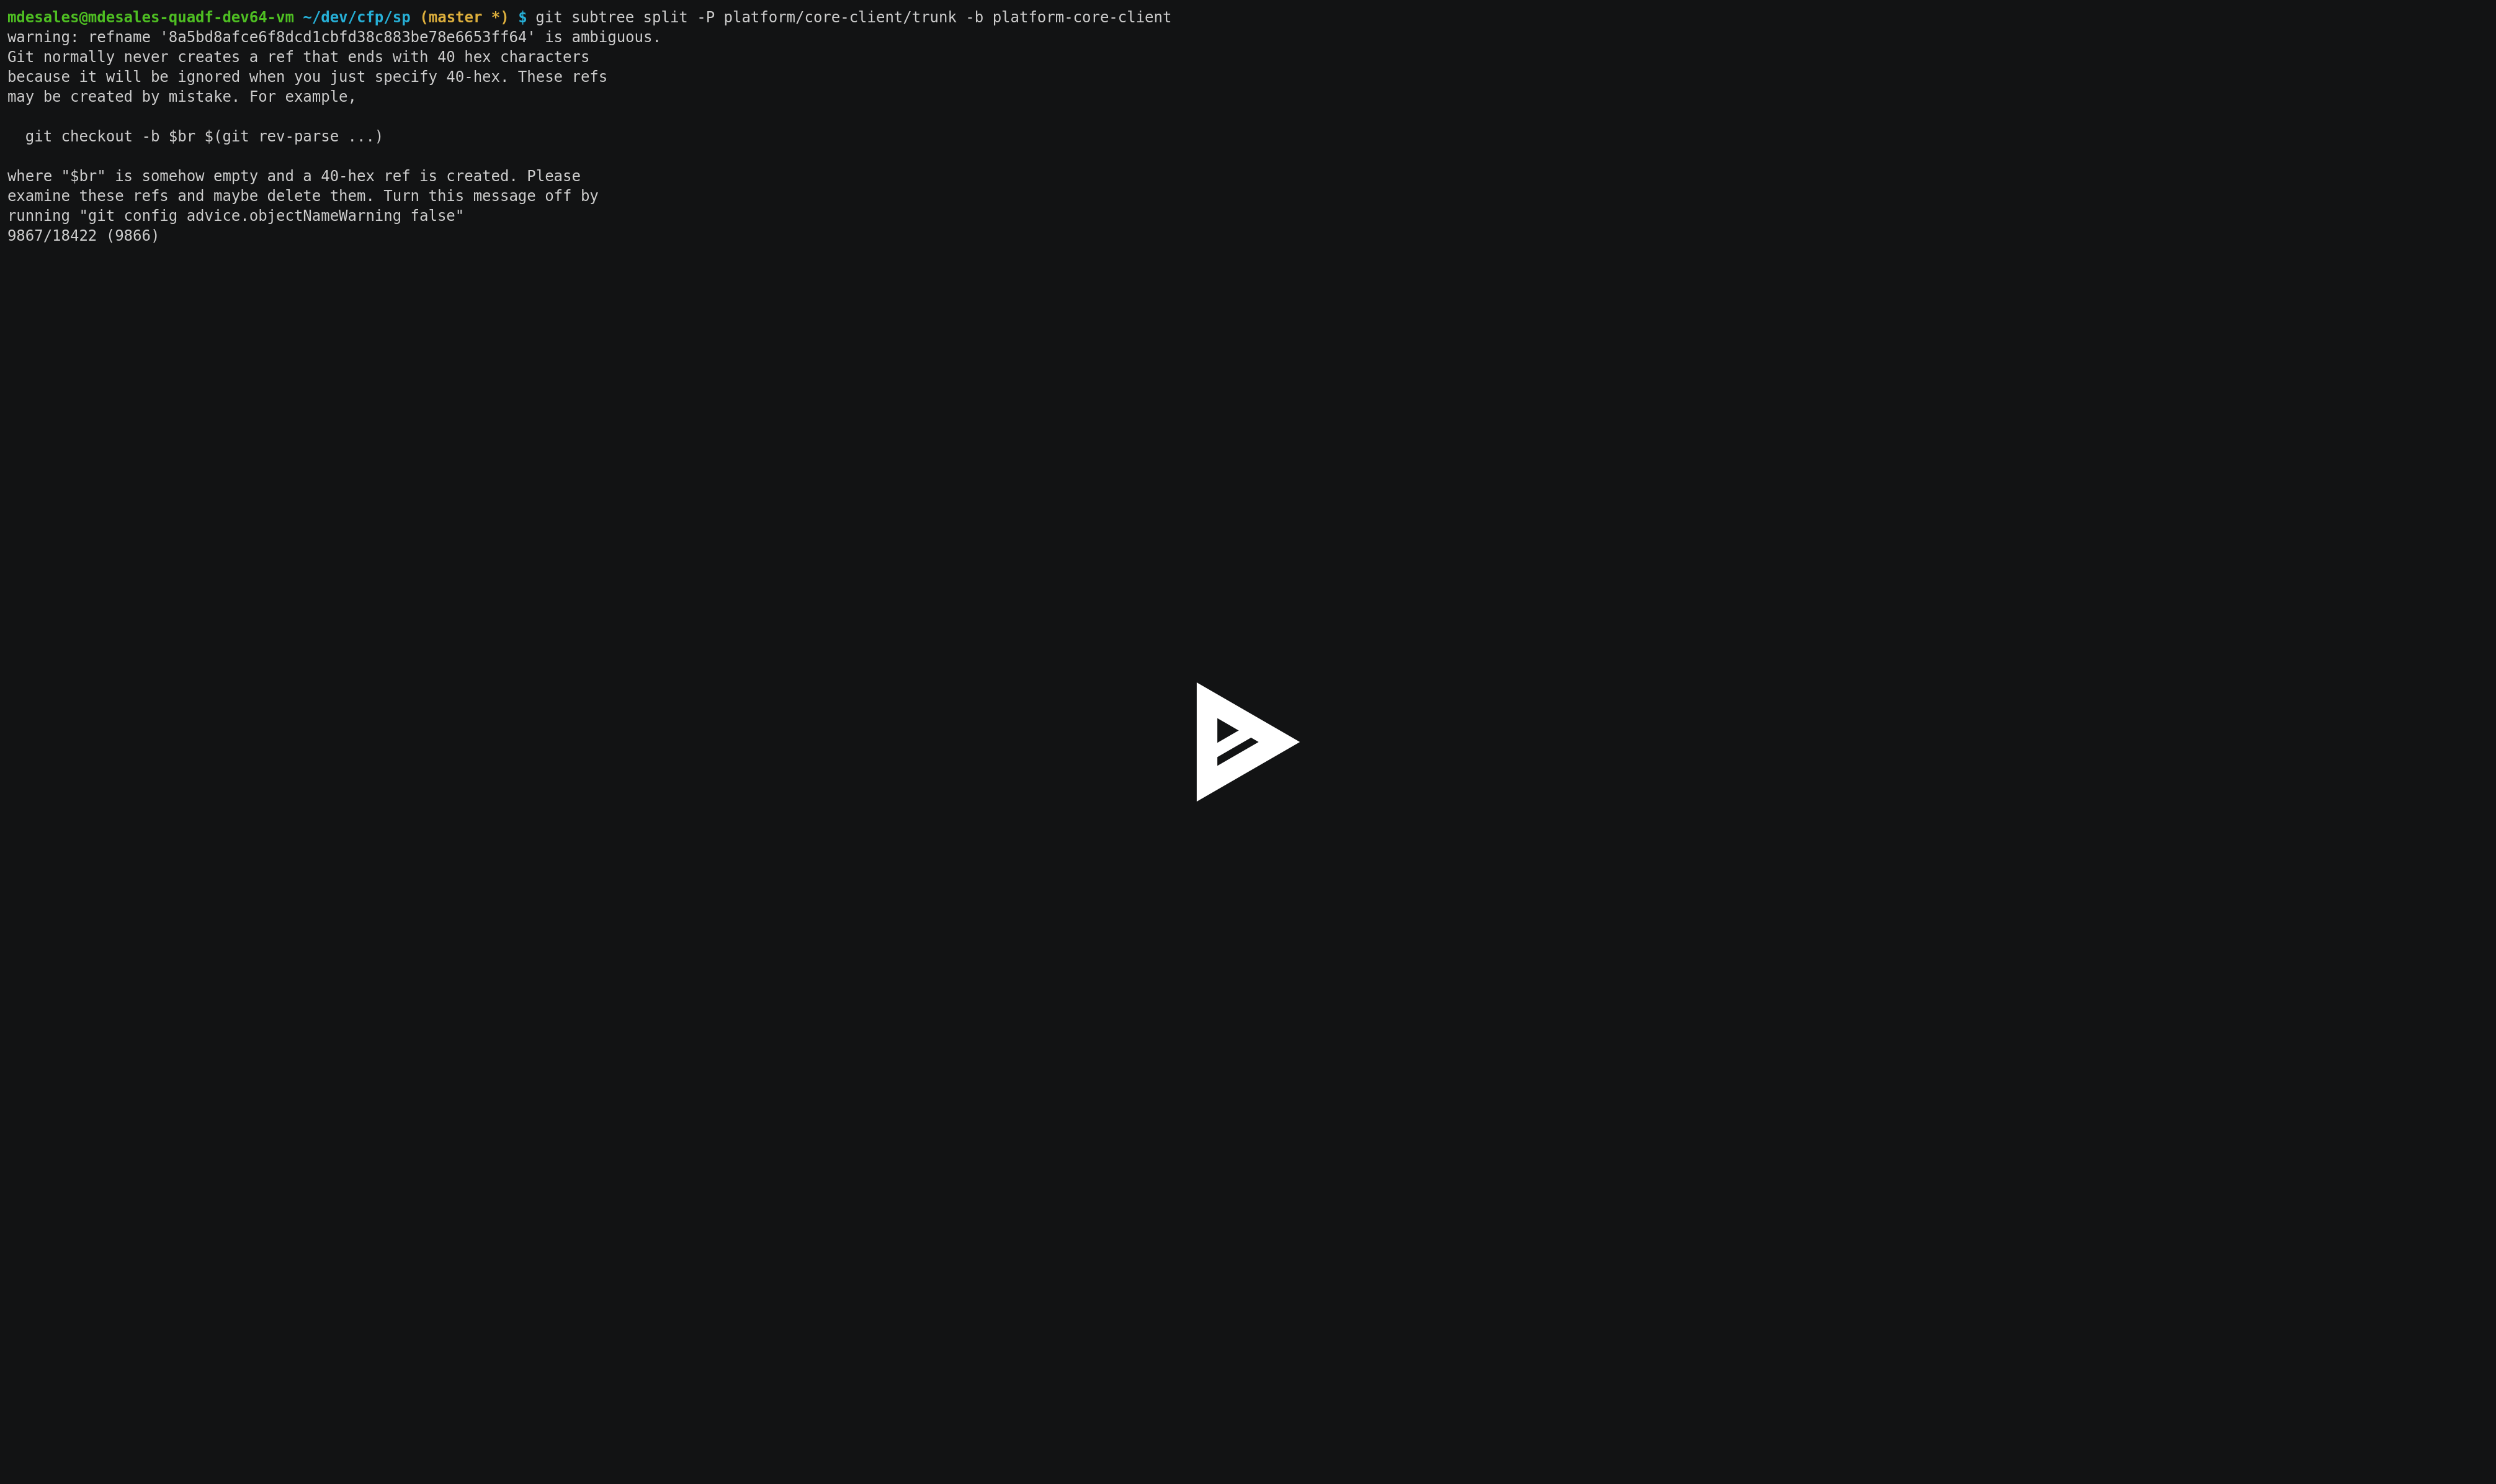 mdesales@mdesales-quadf-dev64-vm ~/dev/cfp/sp (master *) $ git subtree split -P platform/core-client/trunk -b platform-core-client
warning: refname '8a5bd8afce6f8dcd1cbfd38c883be78e6653ff64' is ambiguous.
Git normally never creates a ref that ends with 40 hex characters
because it will be ignored when you just specify 40-hex. These refs
may be created by mistake. For example,
  git checkout -b $br $(git rev-parse ...)
where "$br" is somehow empty and a 40-hex ref is created. Please
examine these refs and maybe delete them. Turn this message off by
running "git config advice.objectNameWarning false"
9867/18422 (9866)